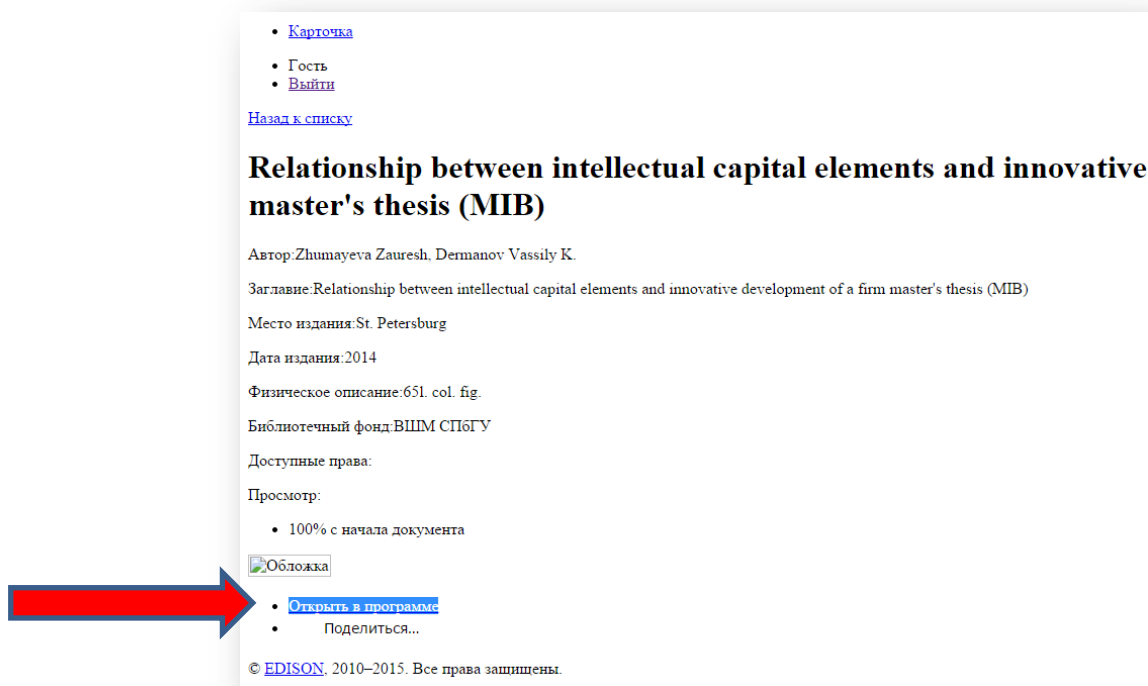 Карточка
Гость
Выйти
Назад к списку
Relationship between intellectual capital elements and innovative
master's thesis (MIB)
Автор:Zhumayeva Zauresh, Dermanov Vassily K.
Заглавие:Relationship between intellectual capital elements and innovative development of a firm master's thesis (MIB)
Место издания:St. Petersburg
Дата издания:2014
Физическое описание:65l. col. fig.
Библиотечный фонд:ВШМ СПбГУ
Доступные права:
Просмотр:
100% с начала документа
Обложка
Открыть в программе
Поделиться...
© EDISON, 2010–2015. Все права защищены.